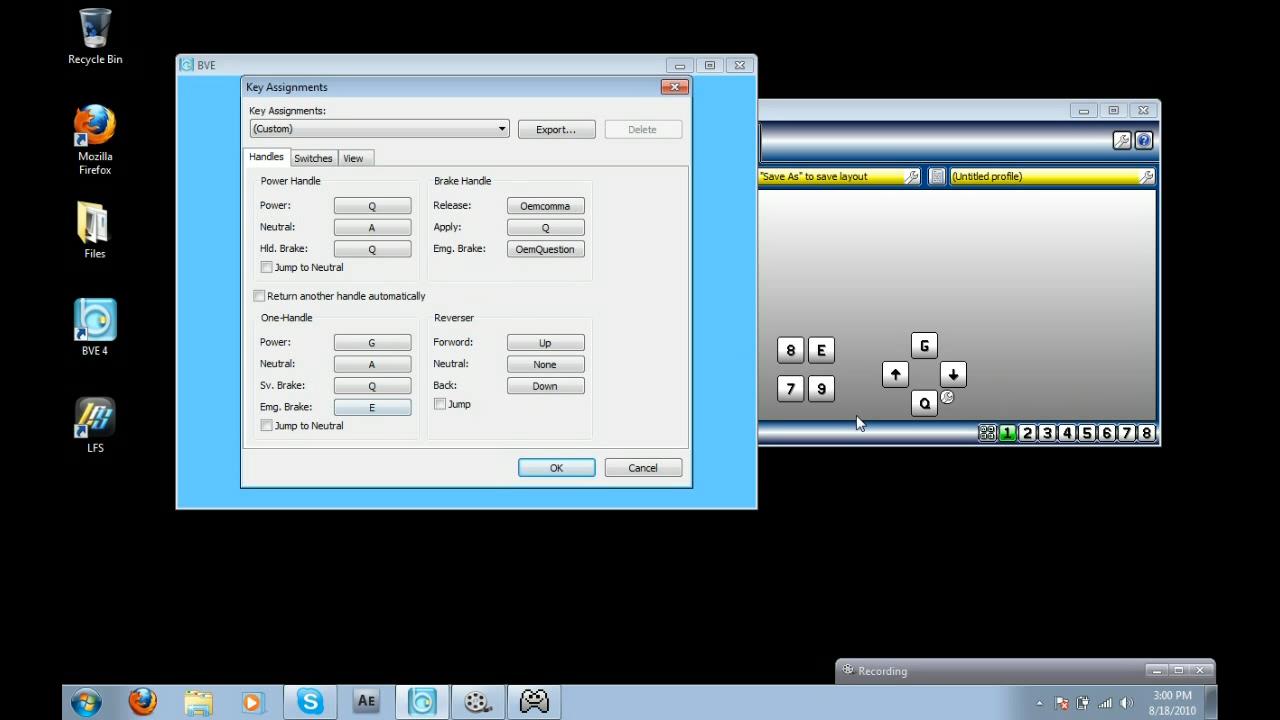 Recycle Bin
Mozilla
Firefox
Files
BVE 4
LFS
BVE
Key Assignments
Key Assignments:
(Custom)
Export...
Delete
Handles
Switches
View
Power Handle
Power:
Q
Neutral:
A
Hld. Brake:
Q
Jump to Neutral
Brake Handle
Release:
Oemcomma
Apply:
Q
Emg. Brake:
OemQuestion
Return another handle automatically
One-Handle
Power:
G
Neutral:
A
Sv. Brake:
Q
Emg. Brake:
E
Jump to Neutral
Reverser
Forword:
Up
Neutral:
None
Back:
Down
Jump
OK
Cancel
"Save As" to save layout
(Untitled profile)
8 E
7 9
G
↑ ↓
Q
1 2 3 4 5 6 7 8
Recording
AE
3:00 PM
8/18/2010